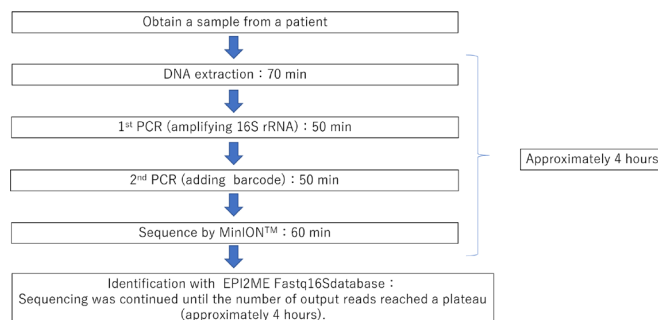 Obtain a sample from a patient
DNA extraction：70 min
1st PCR (amplifying 16S rRNA)：50 min
2nd PCR (adding barcode)：50 min
Sequence by MinION™：60 min
Approximately 4 hours
Identification with EPI2ME Fastq16Sdatabase：
Sequencing was continued until the number of output reads reached a plateau
(approximately 4 hours).